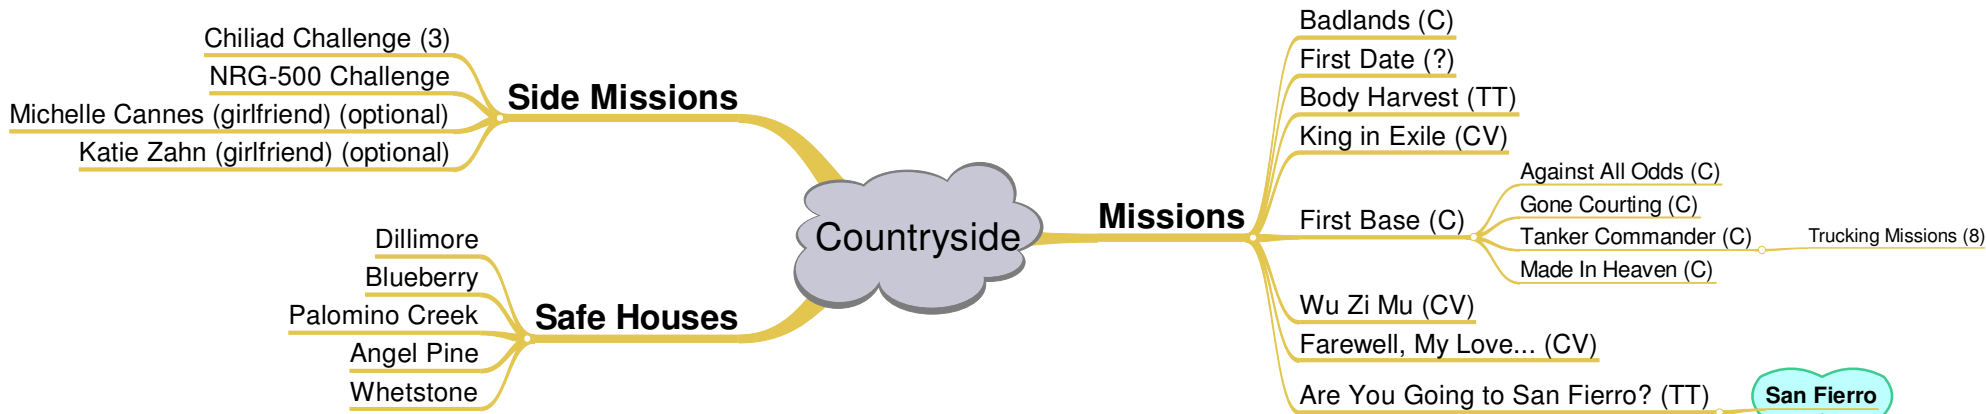 Chiliad Challenge (3)
NRG-500 Challenge
Michelle Cannes (girlfriend) (optional)
Katie Zahn (girlfriend) (optional)
Side Missions
Dillimore
Blueberry
Palomino Creek
Angel Pine
Whetstone
Safe Houses
Countryside
Missions
Badlands (C)
First Date (?)
Body Harvest (TT)
King in Exile (CV)
First Base (C)
Against All Odds (C)
Gone Courting (C)
Tanker Commander (C)
Trucking Missions (8)
Made In Heaven (C)
Wu Zi Mu (CV)
Farewell, My Love... (CV)
Are You Going to San Fierro? (TT)
San Fierro